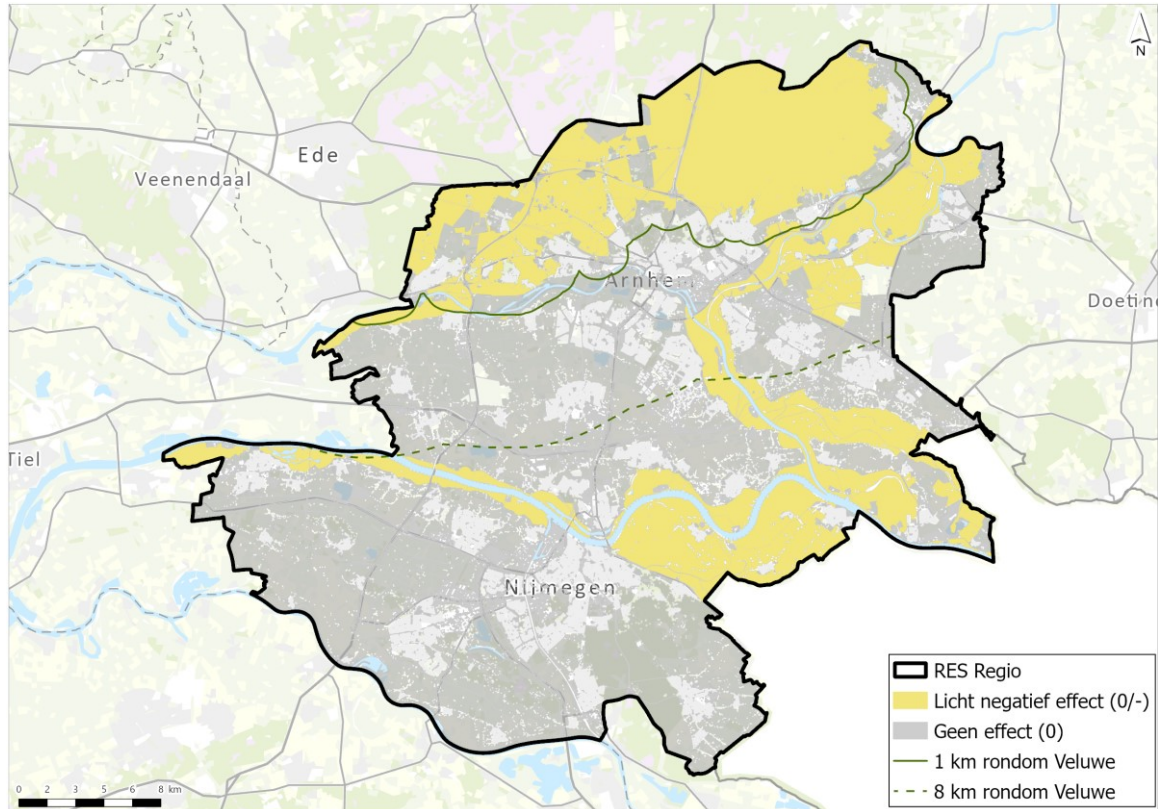 N
Ede
Veenendaal
Arnhem
Doetinc
Tiel
Nijmegen
RES Regio
Licht negatief effect (0/-)
Geen effect (0)
1 km rondom Veluwe
8 km rondom Veluwe
0 2 3 5 6 8 km